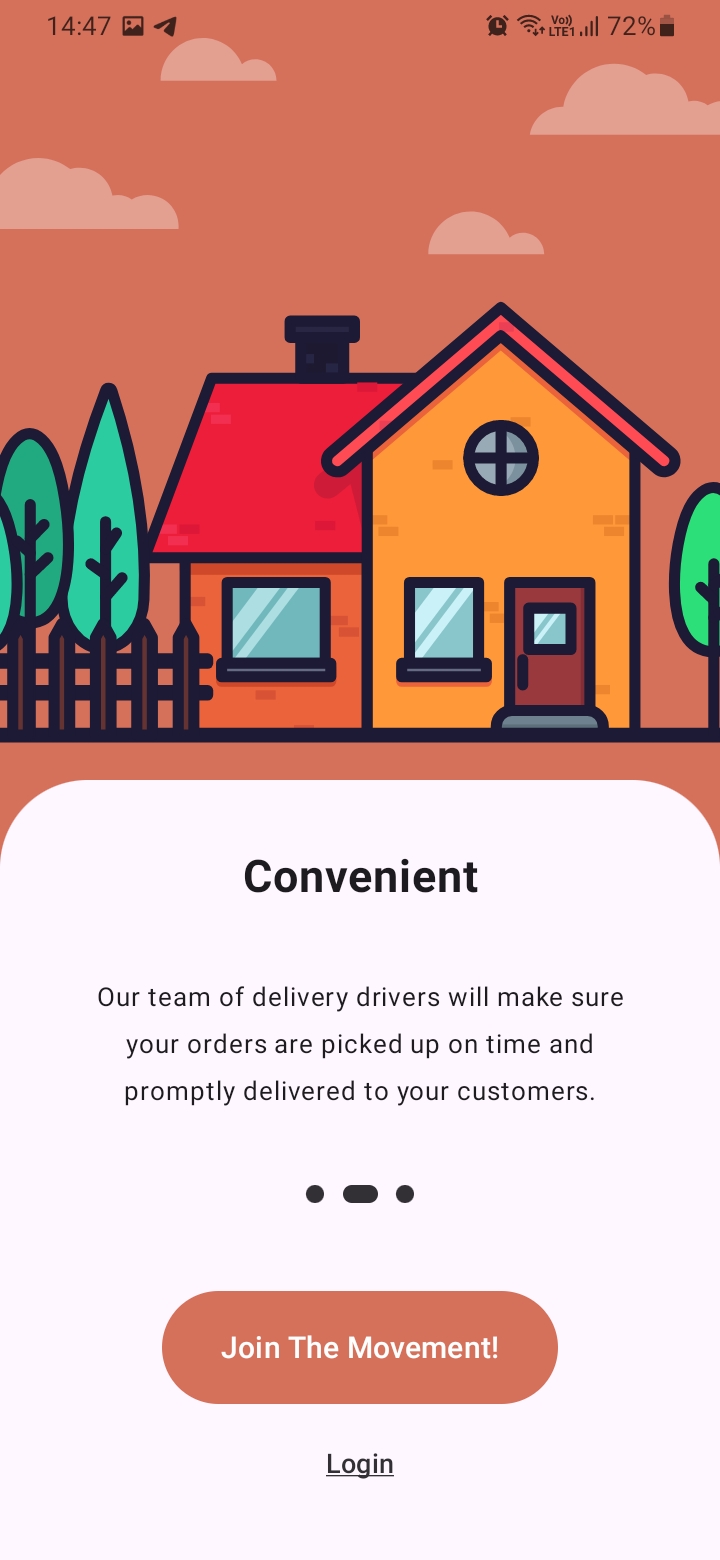 14:47
Vo)) LTE1 72%
Convenient
Our team of delivery drivers will make sure
your orders are picked up on time and
promptly delivered to your customers.
Join The Movement!
Login